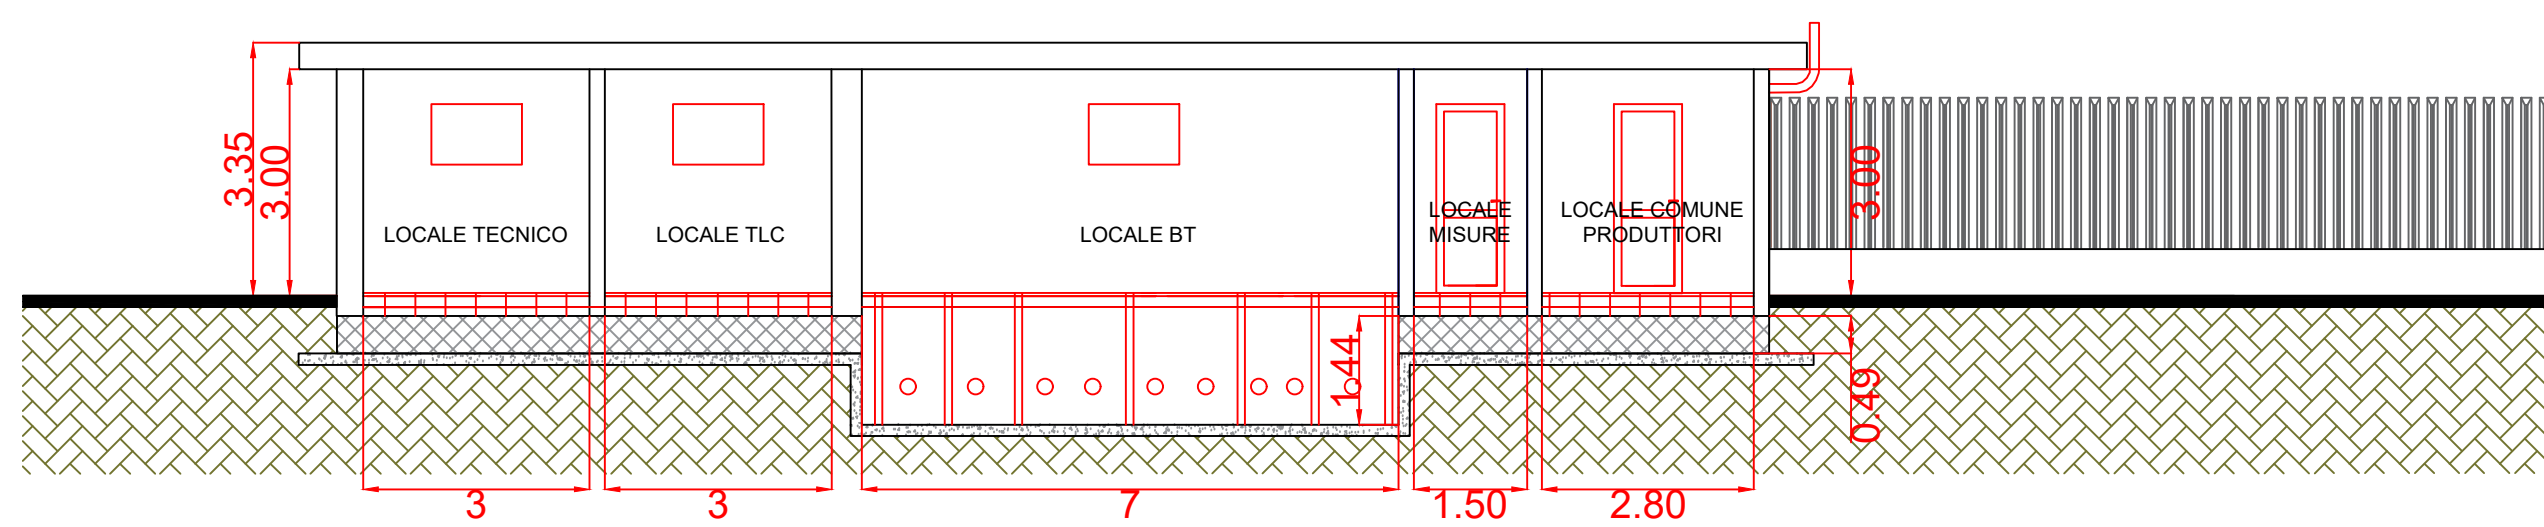 3.35
3.00
3.00
LOCALE TECNICO
LOCALE TLC
LOCALE BT
LOCALE
MISURE
LOCALE COMUNE
PRODUTTORI
1.44
0.49
3
3
7
1.50
2.80